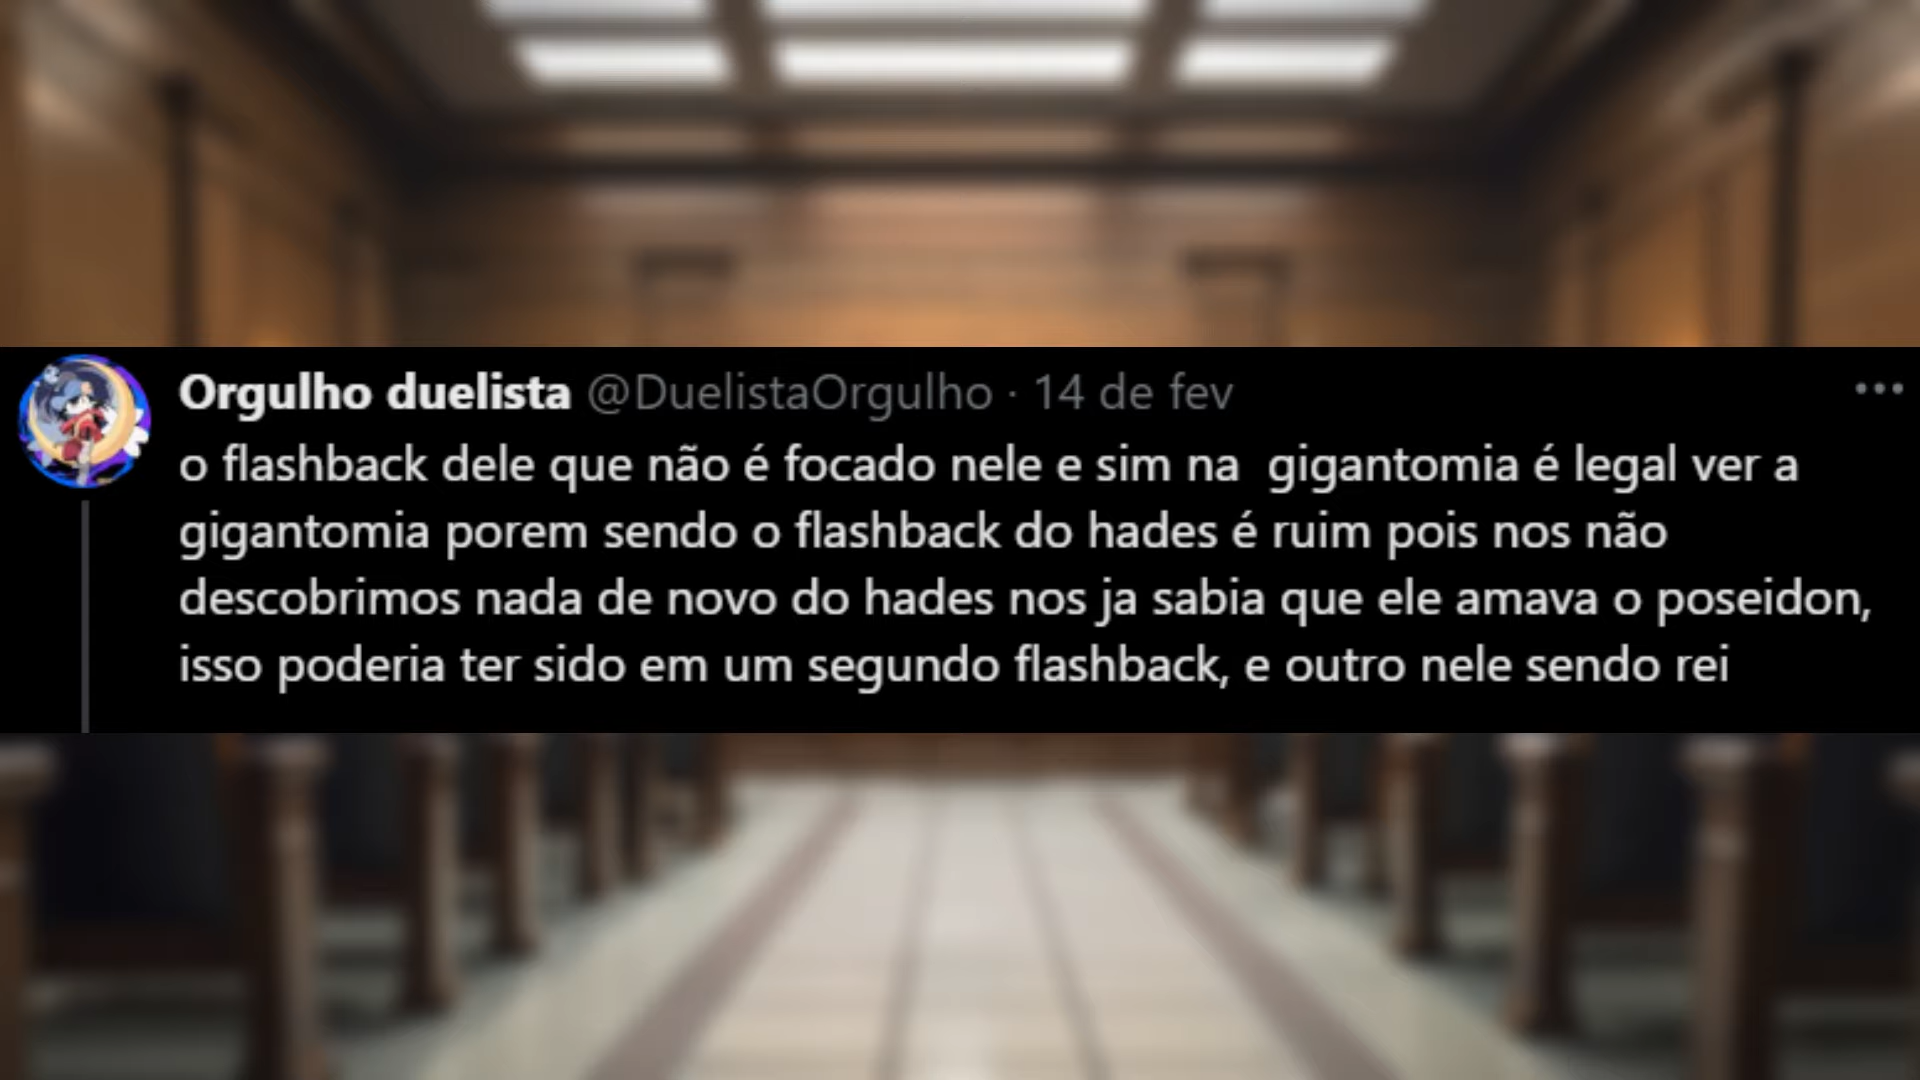 Orgulho duelista @DuelistaOrgulho · 14 de fev
o flashback dele que não é focado nele e sim na  gigantomia é legal ver a
gigantomia porem sendo o flashback do hades é ruim pois nos não
descobrimos nada de novo do hades nos ja sabia que ele amava o poseidon,
isso poderia ter sido em um segundo flashback, e outro nele sendo rei